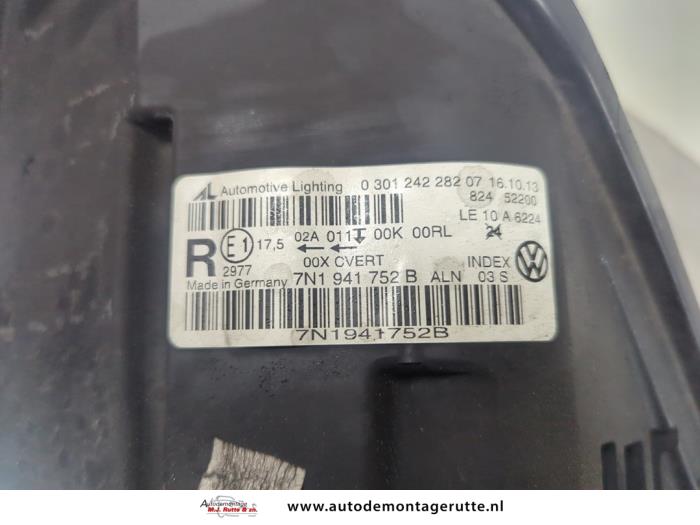 AL Automotive Lighting 0 301 242 282 07 16.10.13
824 52200
LE 10 A 6224
R E1 17,5 02A 011 00K 00RL 24
2977 00X CVERT INDEX
Made in Germany 7N1 941 752 B ALN 03 S
7N1941752B
Autodemontage
M.J. Rutte & zn.
www.autodemontagerutte.nl